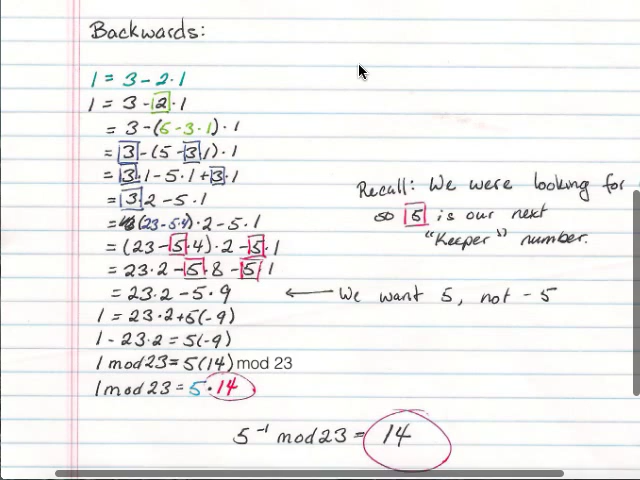 Backwards:
1 = 3 - 2 · 1
1 = 3 - 2 · 1
= 3 - (5 - 3 · 1) · 1
= 3 - (5 - 3 · 1) · 1
= 3 · 1 - 5 · 1 + 3 · 1
= 3 · 2 - 5 · 1
= (23 - 5·4) · 2 - 5 · 1
= (23 - 5 · 4) · 2 - 5 · 1
= 23 · 2 - 5 · 8 - 5 · 1
= 23 · 2 - 5 · 9
1 = 23 · 2 + 5(-9)
1 - 23 · 2 = 5(-9)
1 mod 23 = 5(14) mod 23
1 mod 23 = 5 · 14
5⁻¹ mod 23 = 14
Recall: We were looking for
so 5 is our next
"Keeper" number.
← We want 5, not - 5